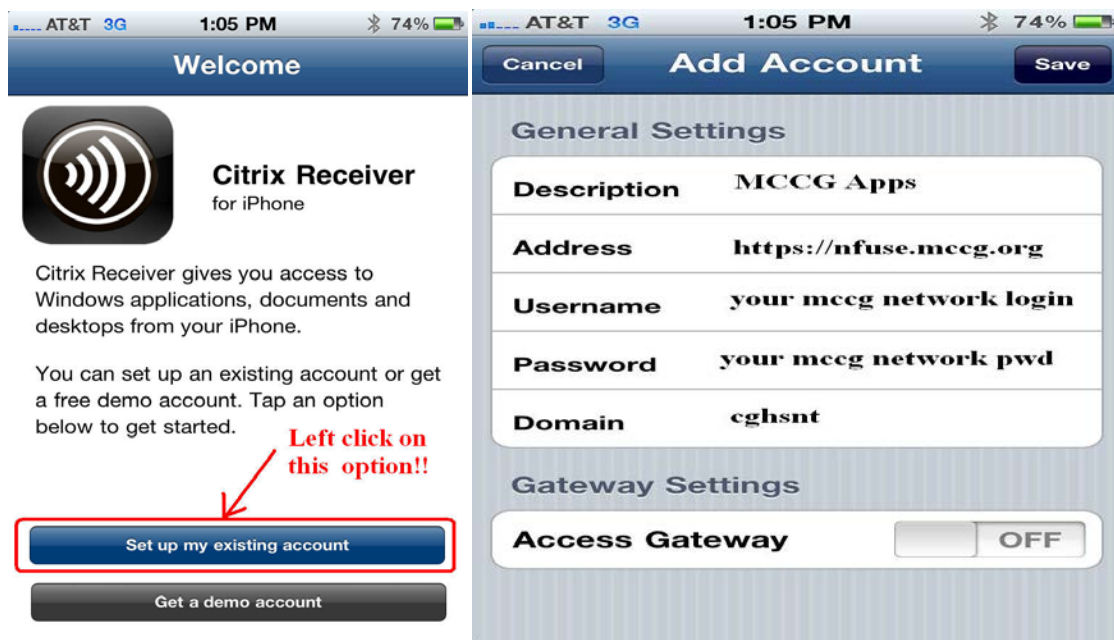 AT&T 3G 1:05 PM 74%
Welcome
Citrix Receiver
for iPhone
Citrix Receiver gives you access to
Windows applications, documents and
desktops from your iPhone.
You can set up an existing account or get
a free demo account. Tap an option
below to get started.
Left click on
this option!!
Set up my existing account
Get a demo account
AT&T 3G 1:05 PM 74%
Cancel Add Account Save
General Settings
Description MCCG Apps
Address https://nfuse.mccg.org
Username your mccg network login
Password your mccg network pwd
Domain cghsnt
Gateway Settings
Access Gateway OFF